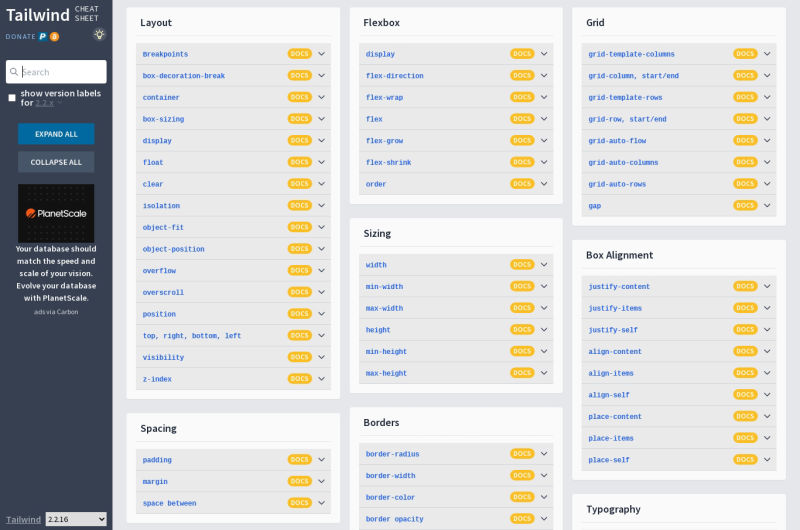 Tailwind CHEAT SHEET
DONATE
Search
show version labels
for 2.2.x
EXPAND ALL
COLLAPSE ALL
PlanetScale
Your database should
match the speed and
scale of your vision.
Evolve your database
with PlanetScale.
ads via Carbon
Tailwind 2.2.16
Layout
Breakpoints DOCS
box-decoration-break DOCS
container DOCS
box-sizing DOCS
display DOCS
float DOCS
clear DOCS
isolation DOCS
object-fit DOCS
object-position DOCS
overflow DOCS
overscroll DOCS
position DOCS
top, right, bottom, left DOCS
visibility DOCS
z-index DOCS
Spacing
padding DOCS
margin DOCS
space between DOCS
Flexbox
display DOCS
flex-direction DOCS
flex-wrap DOCS
flex DOCS
flex-grow DOCS
flex-shrink DOCS
order DOCS
Sizing
width DOCS
min-width DOCS
max-width DOCS
height DOCS
min-height DOCS
max-height DOCS
Borders
border-radius DOCS
border-width DOCS
border-color DOCS
border opacity DOCS
Grid
grid-template-columns DOCS
grid-column, start/end DOCS
grid-template-rows DOCS
grid-row, start/end DOCS
grid-auto-flow DOCS
grid-auto-columns DOCS
grid-auto-rows DOCS
gap DOCS
Box Alignment
justify-content DOCS
justify-items DOCS
justify-self DOCS
align-content DOCS
align-items DOCS
align-self DOCS
place-content DOCS
place-items DOCS
place-self DOCS
Typography